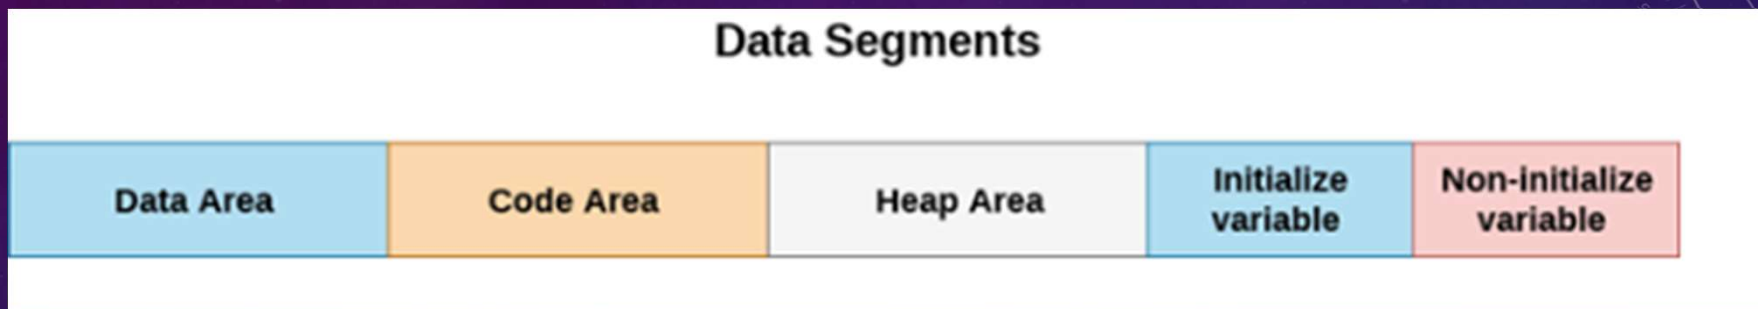 Data Segments
Data Area
Code Area
Heap Area
Initialize
variable
Non-initialize
variable